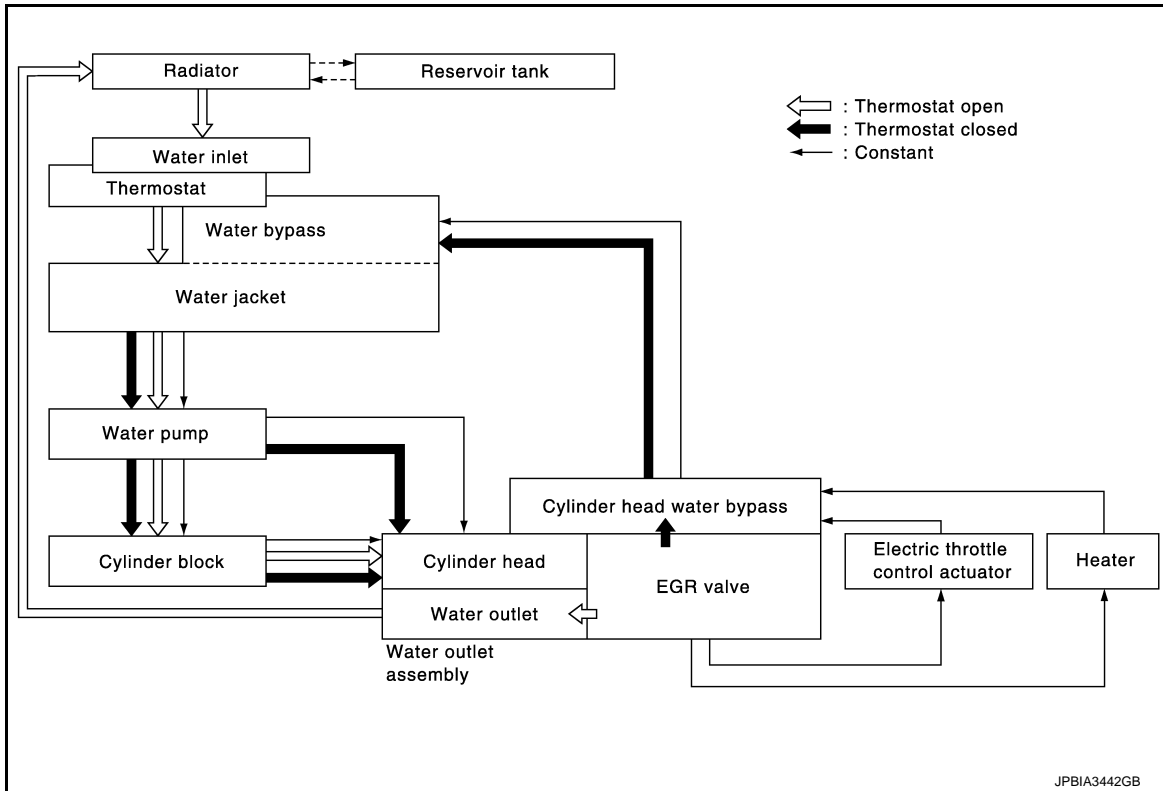 Radiator
Reservoir tank
: Thermostat open
: Thermostat closed
: Constant
Water inlet
Thermostat
Water bypass
Water jacket
Water pump
Cylinder block
Cylinder head
Water outlet
Water outlet
assembly
Cylinder head water bypass
EGR valve
Electric throttle
control actuator
Heater
JPBIA3442GB